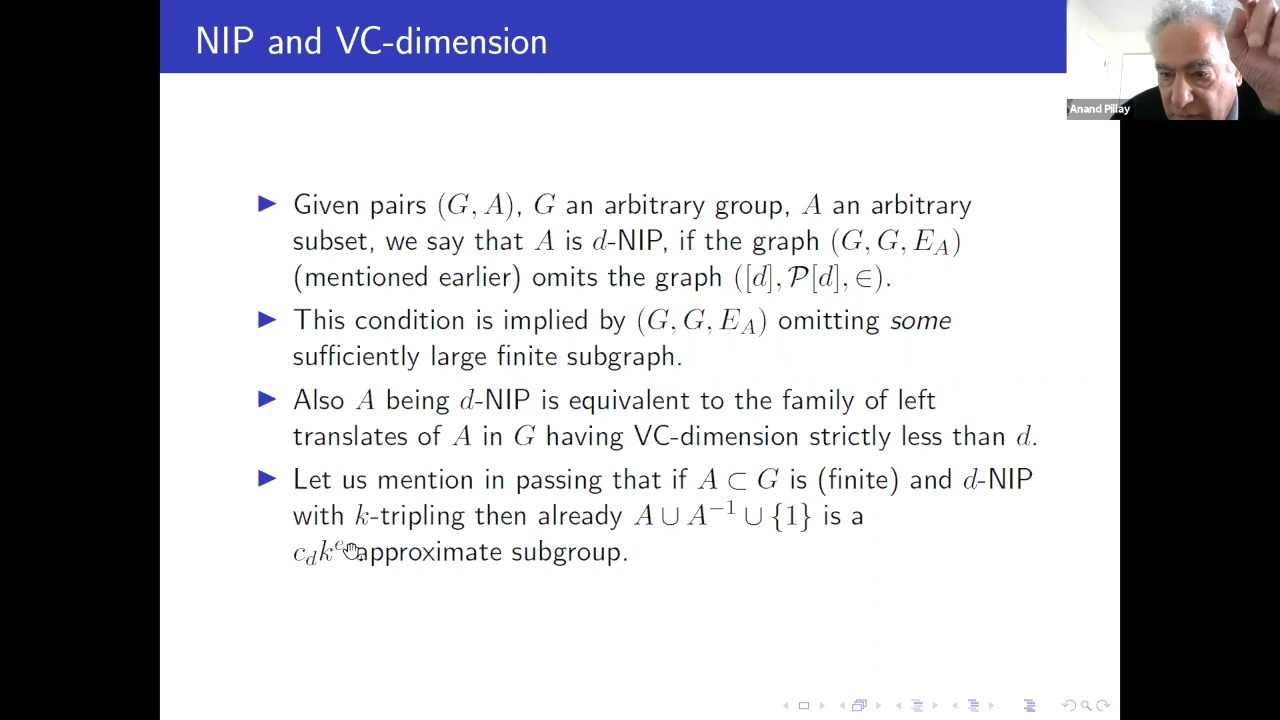 NIP and VC-dimension
Anand Pillay
▶ Given pairs (G, A), G an arbitrary group, A an arbitrary
subset, we say that A is d-NIP, if the graph (G, G, E_A)
(mentioned earlier) omits the graph ([d], 𝒫[d], ∈).
▶ This condition is implied by (G, G, E_A) omitting some
sufficiently large finite subgraph.
▶ Also A being d-NIP is equivalent to the family of left
translates of A in G having VC-dimension strictly less than d.
▶ Let us mention in passing that if A ⊂ G is (finite) and d-NIP
with k-tripling then already A ∪ A⁻¹ ∪ {1} is a
c_d k^e approximate subgroup.